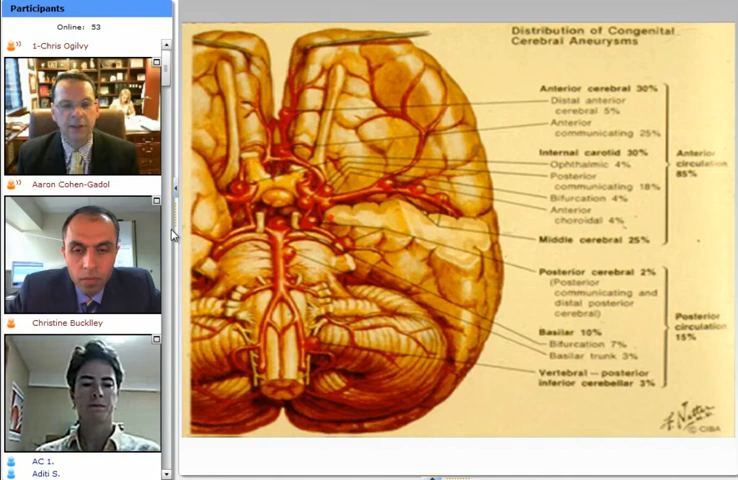 Participants
Online: 53
1-Chris Ogilvy
Aaron Cohen-Gadol
Christine Bucklley
AC 1.
Aditi S.
Distribution of Congenital
Cerebral Aneurysms
Anterior cerebral 30%
Distal anterior
cerebral 5%
Anterior
communicating 25%
Internal carotid 30%
Ophthalmic 4%
Posterior
communicating 18%
Bifurcation 4%
Anterior
choroidal 4%
Middle cerebral 25%
Anterior
circulation
85%
Posterior cerebral 2%
(Posterior
communicating and
distal posterior
cerebral)
Basilar 10%
Bifurcation 7%
Basilar trunk 3%
Vertebral — posterior
inferior cerebellar 3%
Posterior
circulation
15%
F. Netter
M.D.
© CIBA